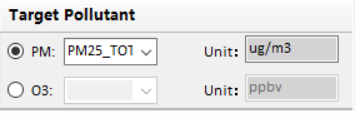 Target Pollutant
PM: PM25_TOT Unit: ug/m3
O3: Unit: ppbv